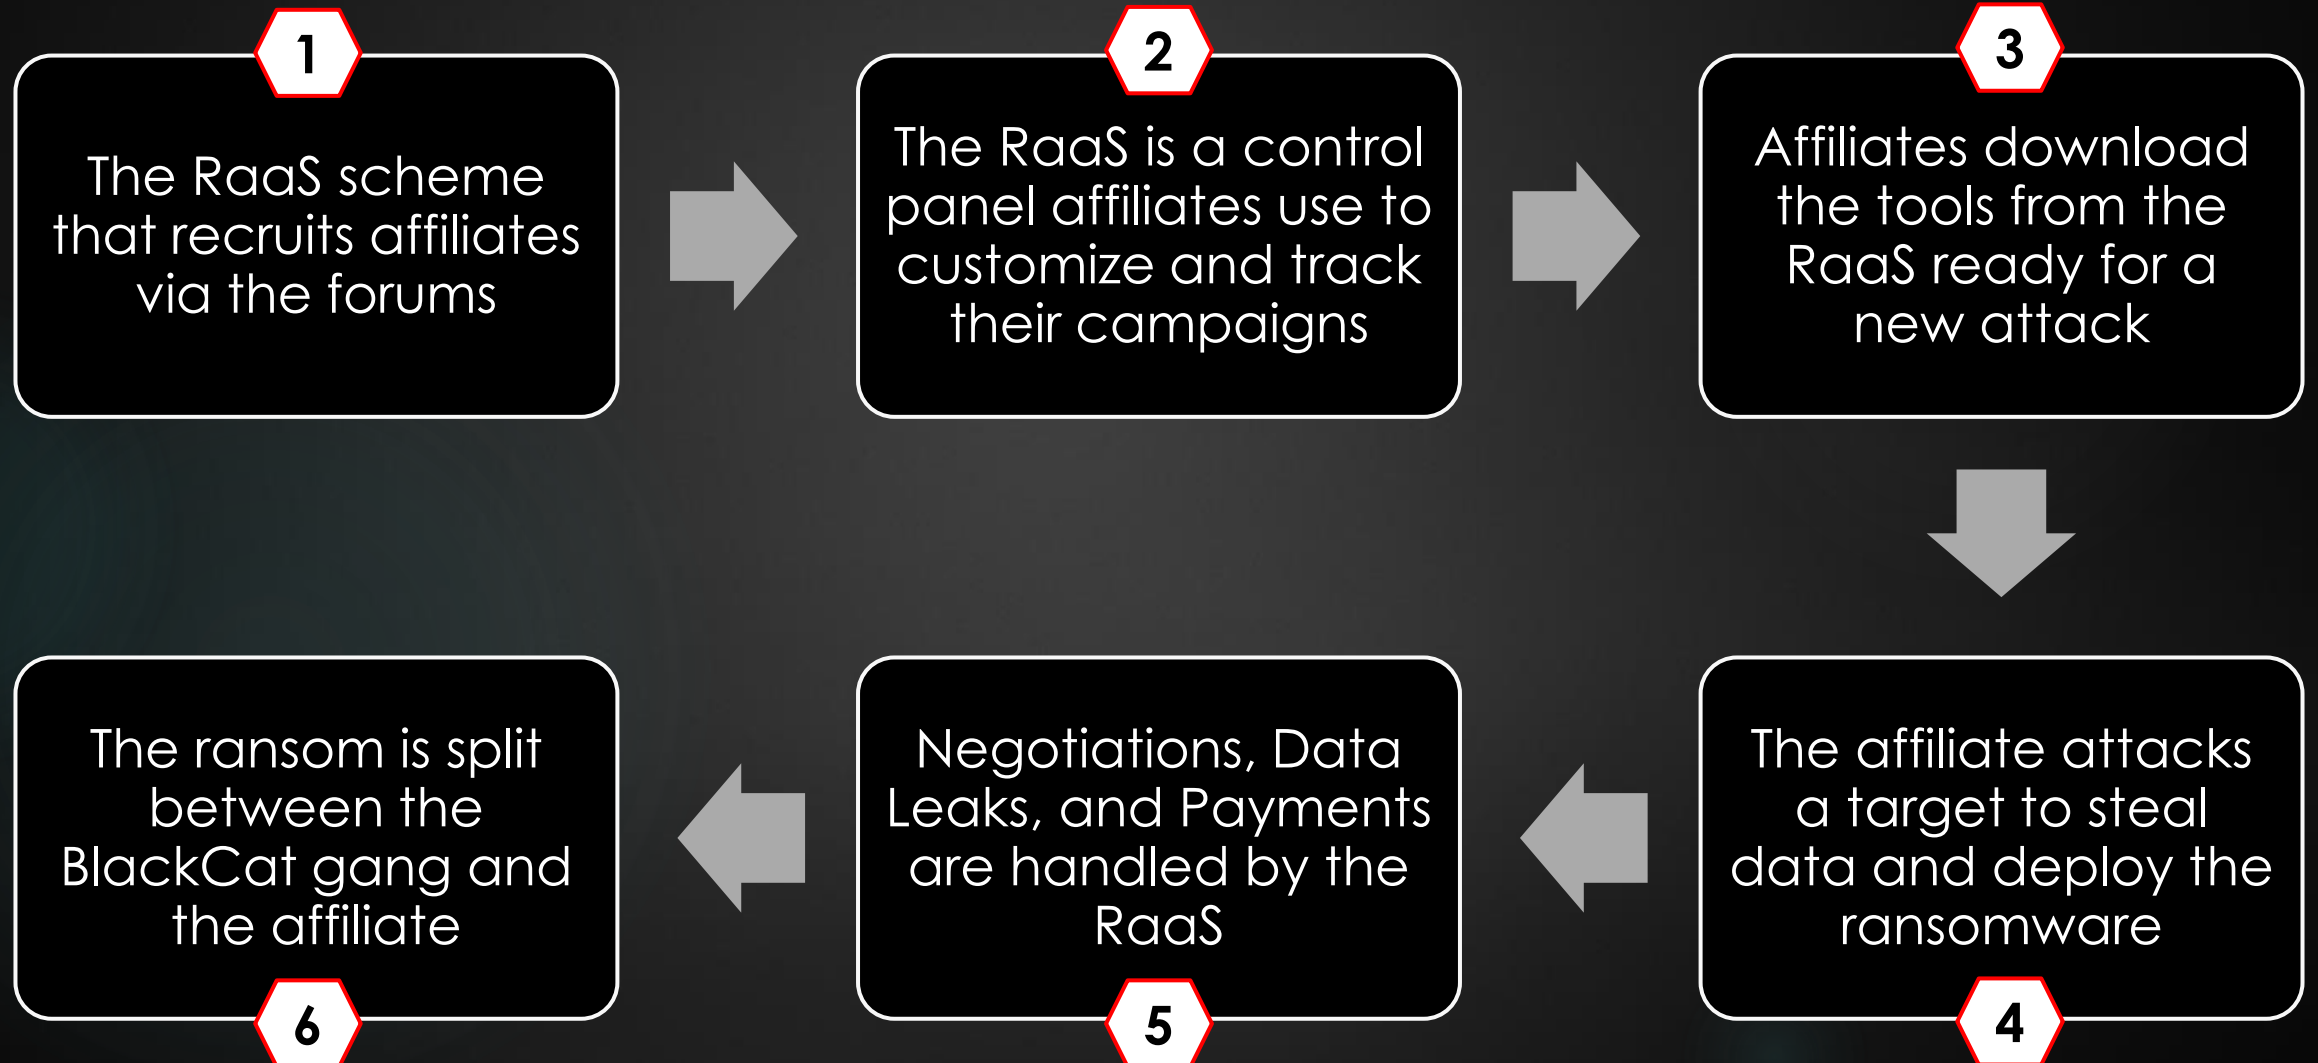 1
The RaaS scheme
that recruits affiliates
via the forums
2
The RaaS is a control
panel affiliates use to
customize and track
their campaigns
3
Affiliates download
the tools from the
RaaS ready for a
new attack
4
The affiliate attacks
a target to steal
data and deploy the
ransomware
5
Negotiations, Data
Leaks, and Payments
are handled by the
RaaS
6
The ransom is split
between the
BlackCat gang and
the affiliate